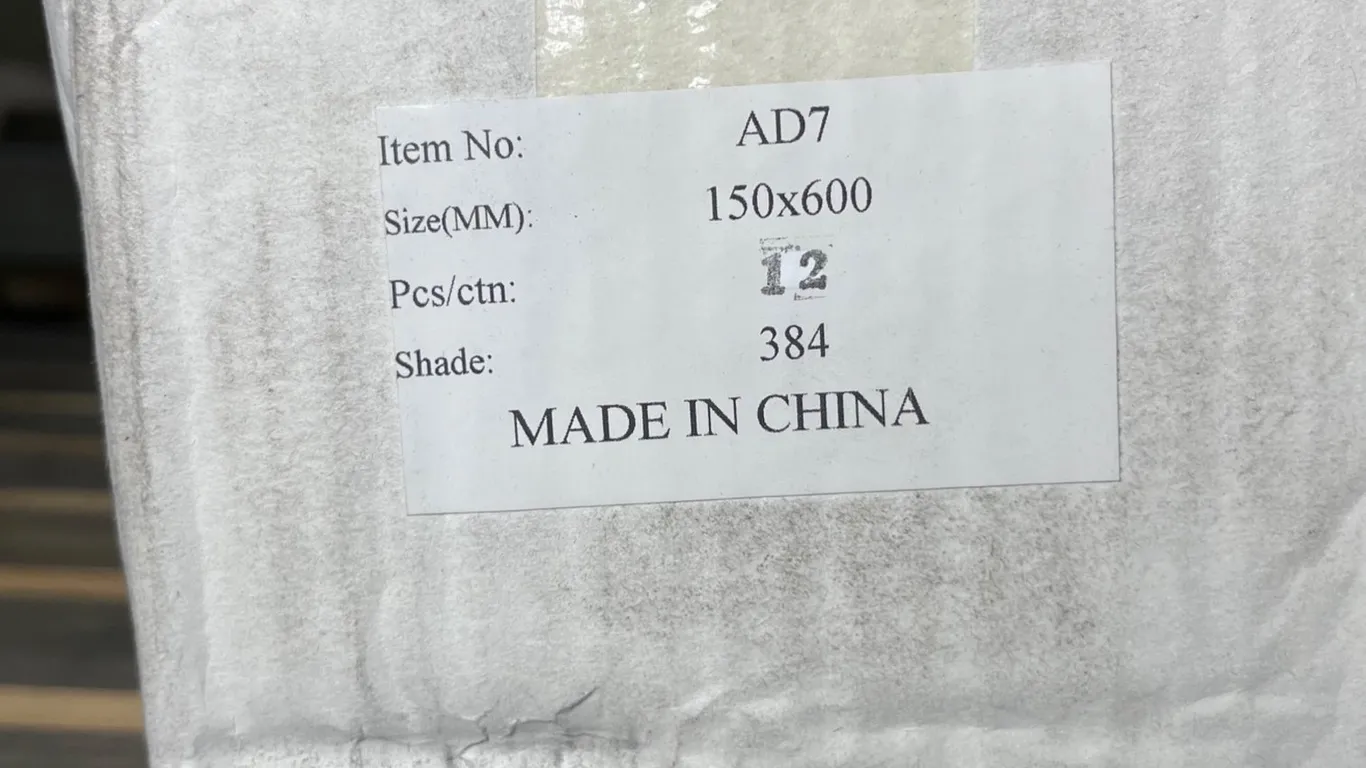 Item No: AD7
Size(MM): 150x600
Pcs/ctn: 12
Shade: 384
MADE IN CHINA